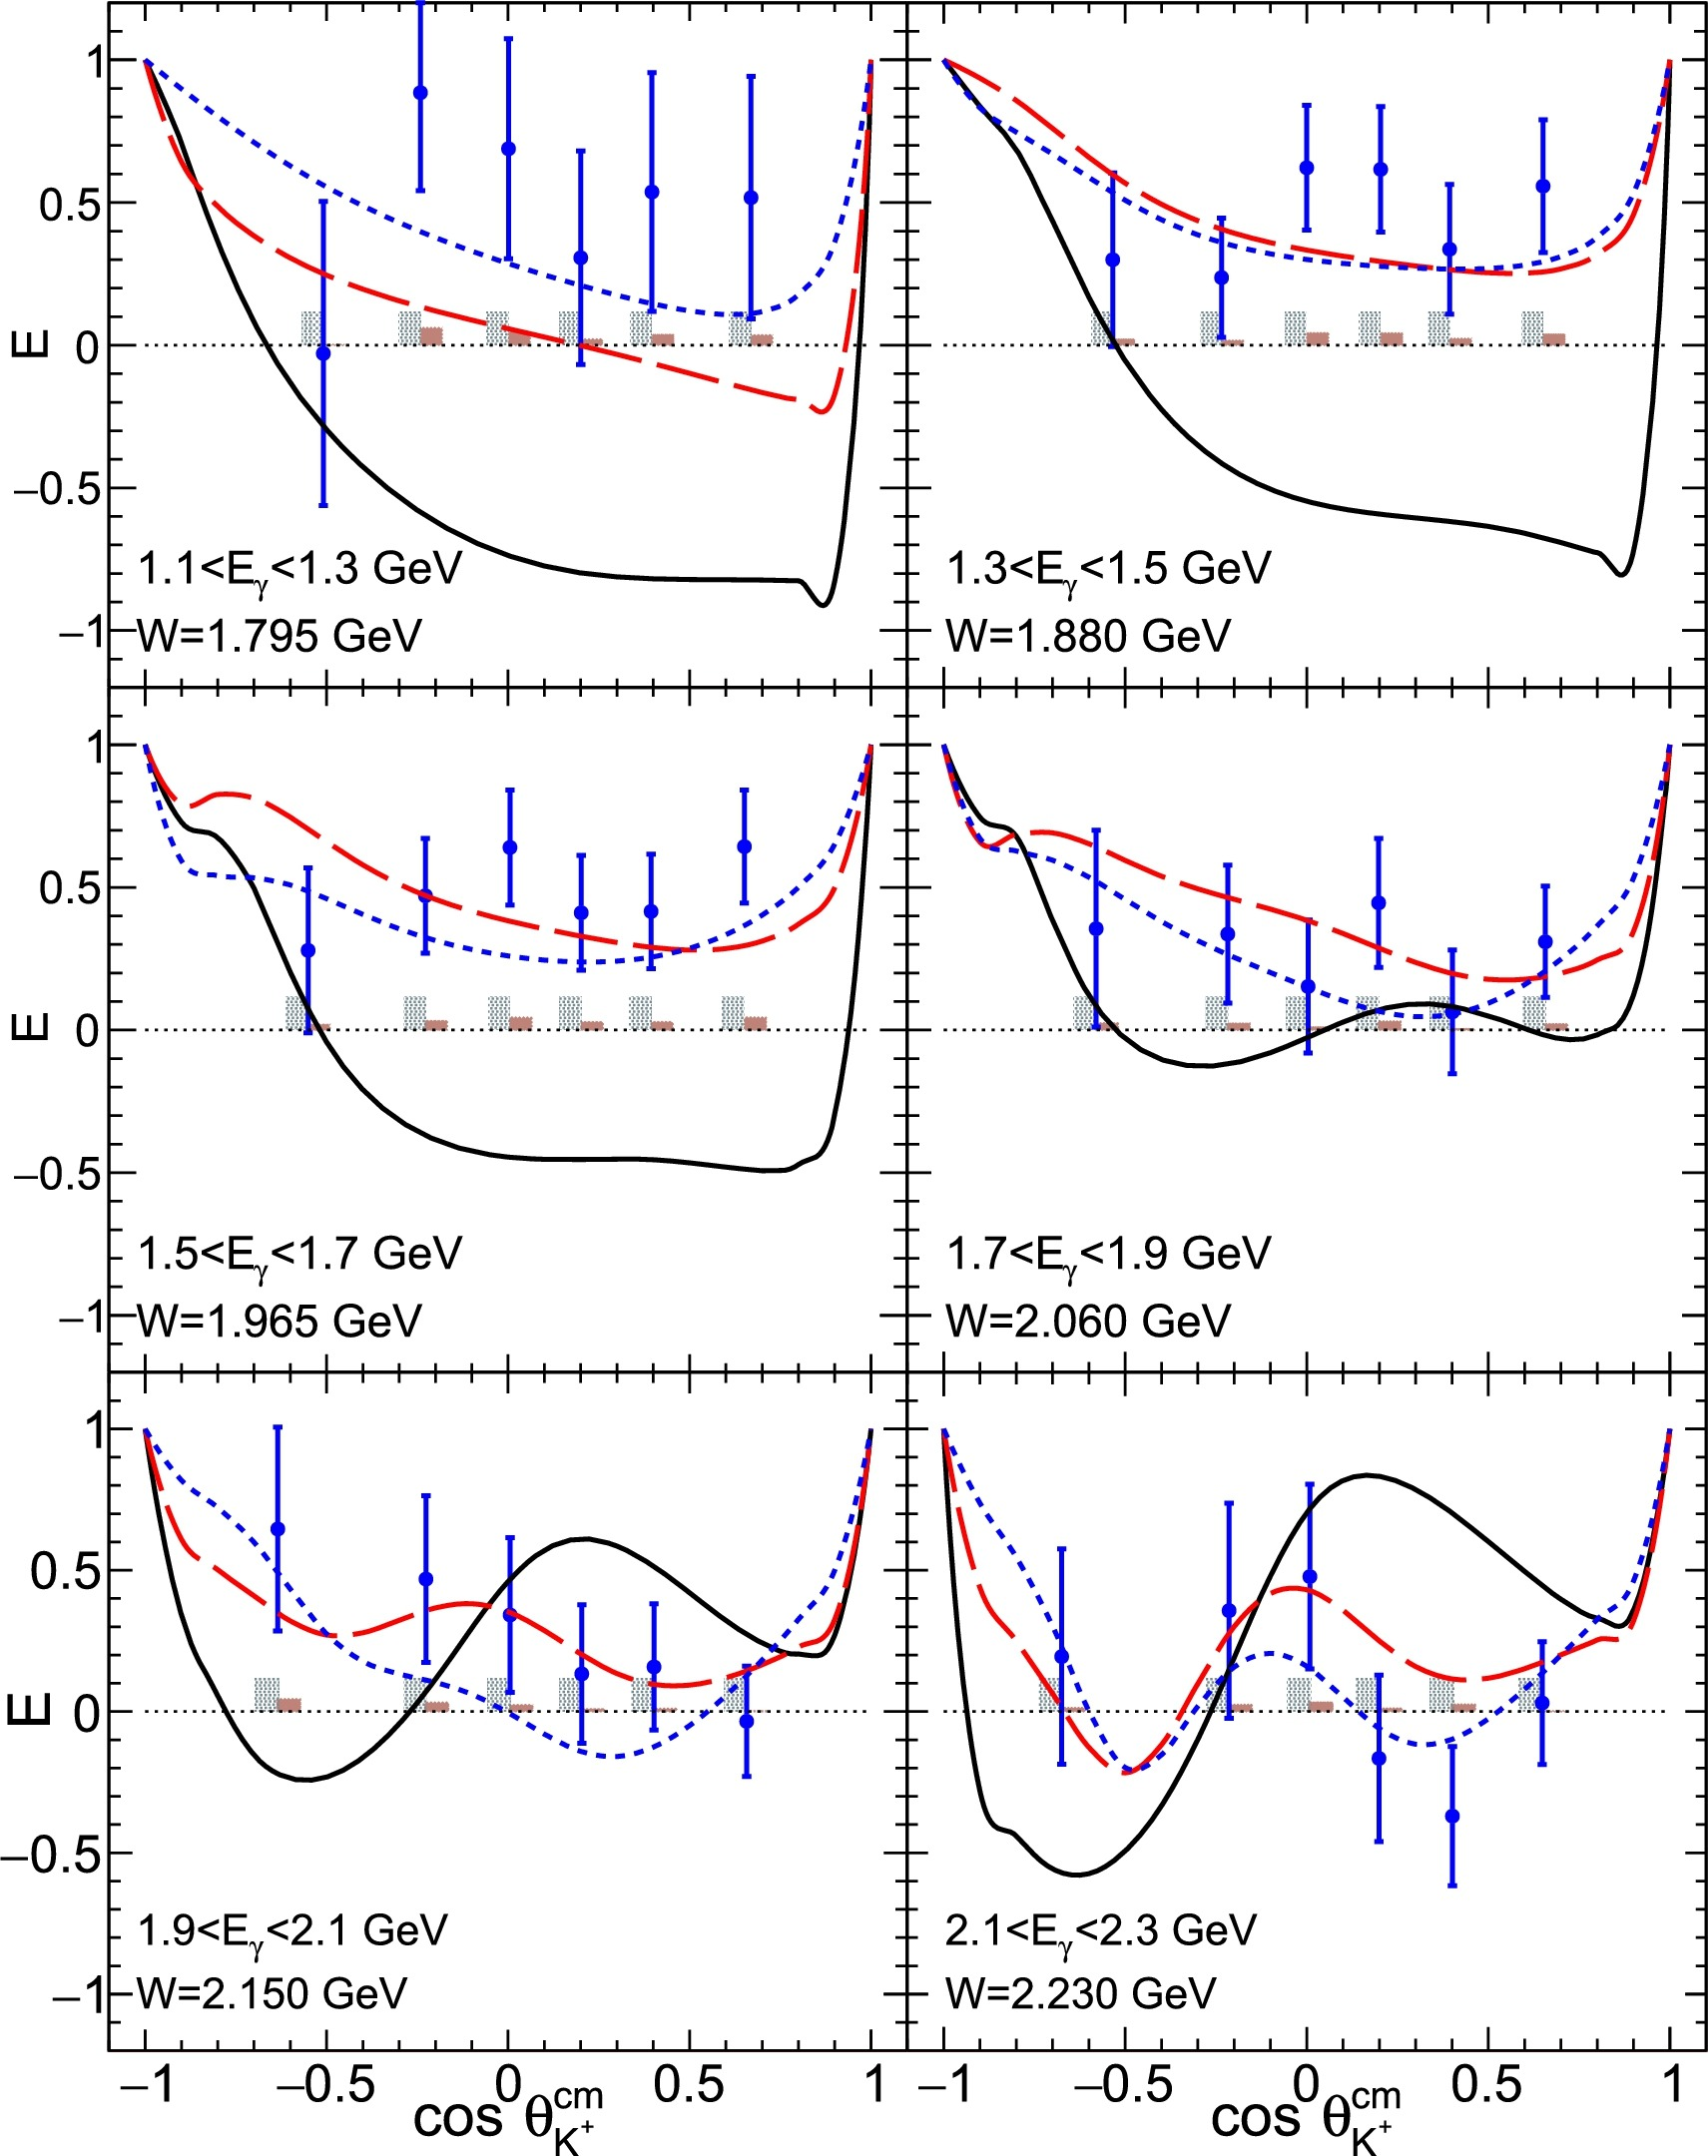 1
0.5
E 0
−0.5
1.1<Eγ<1.3 GeV
−1 W=1.795 GeV
1.3<Eγ<1.5 GeV
W=1.880 GeV
1
0.5
E 0
−0.5
1.5<Eγ<1.7 GeV
−1 W=1.965 GeV
1.7<Eγ<1.9 GeV
W=2.060 GeV
1
0.5
E 0
−0.5
1.9<Eγ<2.1 GeV
−1 W=2.150 GeV
2.1<Eγ<2.3 GeV
W=2.230 GeV
−1 −0.5 0 0.5 1
cos θ_K⁺^cm
−1 −0.5 0 0.5 1
cos θ_K⁺^cm